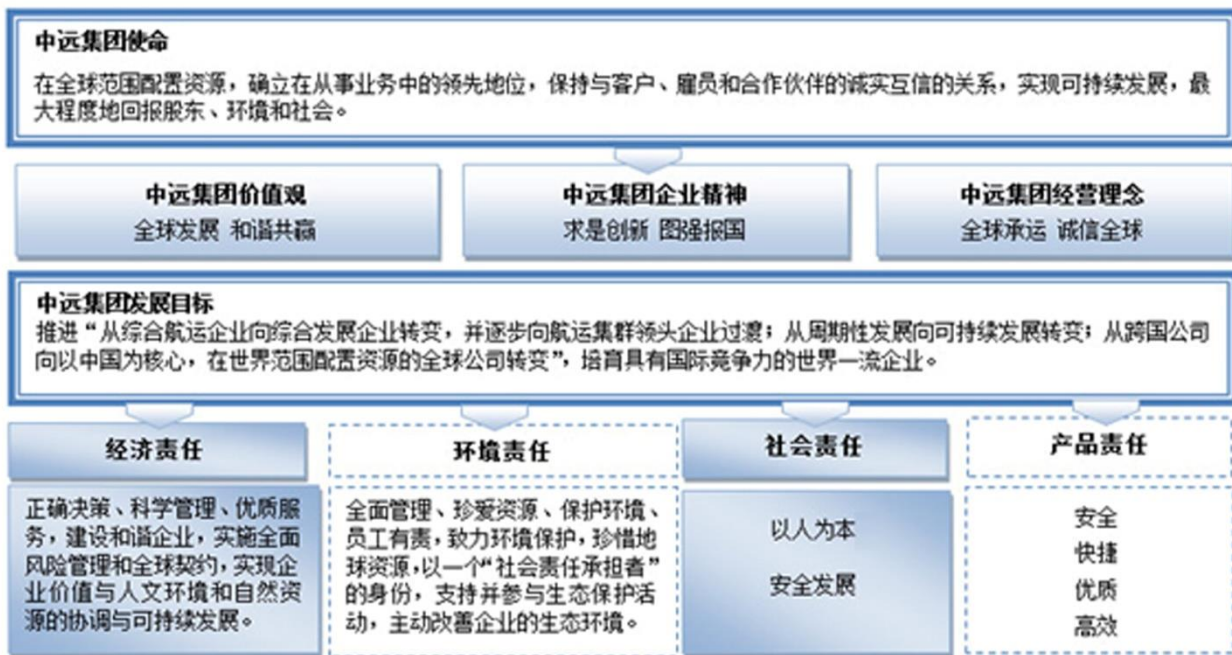 中远集团使命
在全球范围配置资源，确立在从事业务中的领先地位，保持与客户、雇员和合作伙伴的诚实互信的关系，实现可持续发展，最
大程度地回报股东、环境和社会。
中远集团价值观
全球发展 和谐共赢
中远集团企业精神
求是创新 图强报国
中远集团经营理念
全球承运 诚信全球
中远集团发展目标
推进“从综合航运企业向综合发展企业转变，并逐步向航运集群领头企业过渡；从周期性发展向可持续发展转变；从跨国公司
向以中国为核心，在世界范围配置资源的全球公司转变”，培育具有国际竞争力的世界一流企业。
经济责任
正确决策、科学管理、优质服
务，建设和谐企业，实施全面
风险管理和全球契约，实现企
业价值与人文环境和自然资
源的协调与可持续发展。
环境责任
全面管理、珍爱资源、保护环境、
员工有责，致力环境保护，珍惜地
球资源，以一个“社会责任承担者”
的身份，支持并参与生态保护活
动，主动改善企业的生态环境。
社会责任
以人为本
安全发展
产品责任
安全
快捷
优质
高效